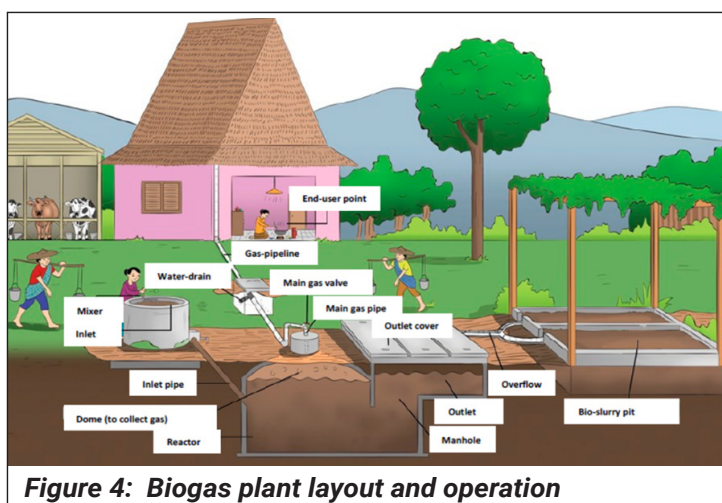 End-user point
Gas-pipeline
Water-drain
Main gas valve
Mixer
Main gas pipe
Inlet
Outlet cover
Inlet pipe
Overflow
Dome (to collect gas)
Outlet
Bio-slurry pit
Reactor
Manhole
Figure 4: Biogas plant layout and operation